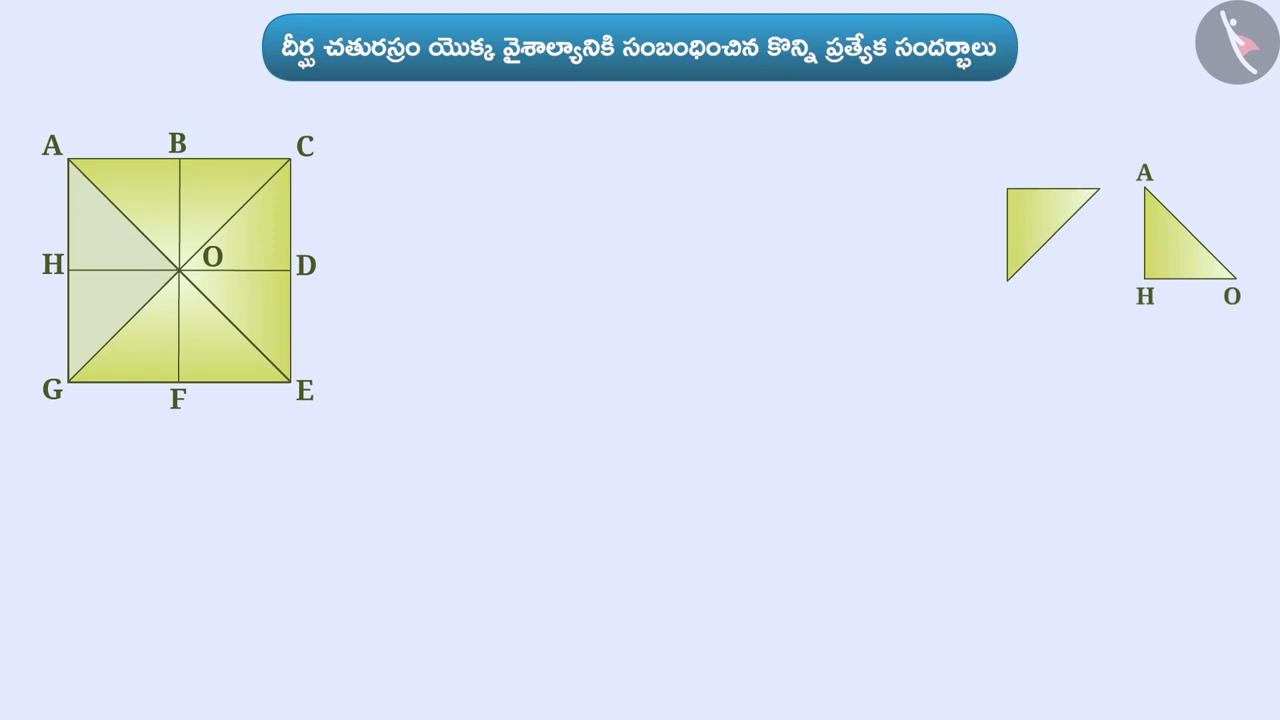 దీర్ఘ చతురస్రం యొక్క వైశాల్యానికి సంబంధించిన కొన్ని ప్రత్యేక సందర్భాలు
A B C
H O D
G F E
A
H O